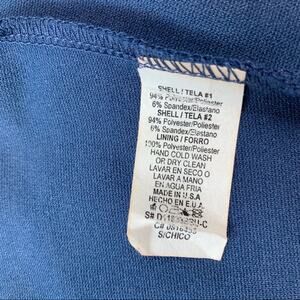 SHELL / TELA #1
94% Polyester/Poliester
6% Spandex/Elastano
SHELL / TELA #2
94% Polyester/Poliester
6% Spandex/Elastano
LINING / FORRO
100% Polyester/Poliester
HAND COLD WASH
OR DRY CLEAN
LAVAR EN SECO O
LAVAR A MANO
EN AGUA FRIA
MADE IN U.S.A
HECHO EN E.U.A
S#
C#
S/CHICO